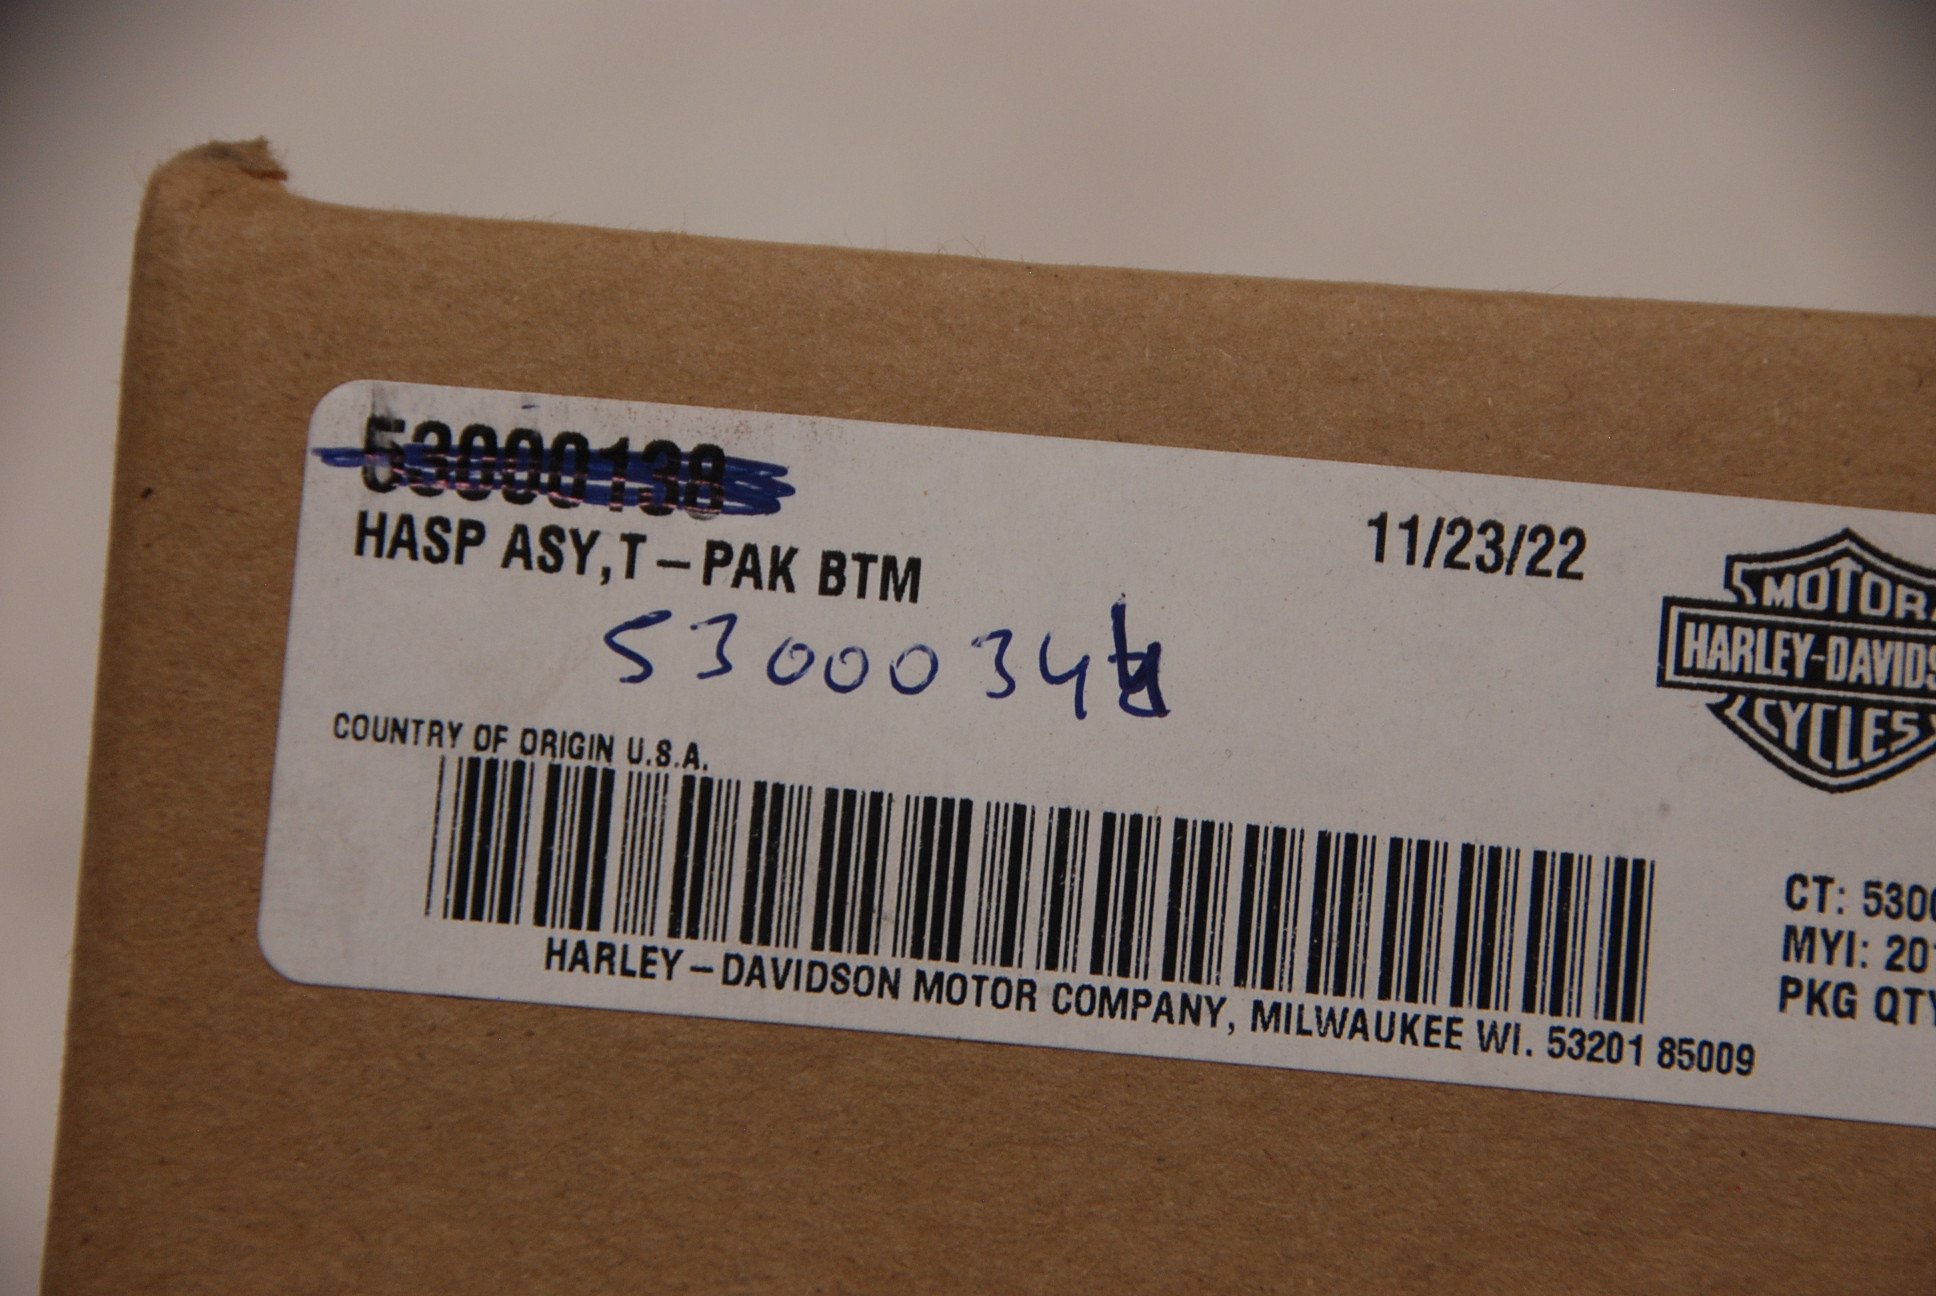 53000138
HASP ASY,T–PAK BTM
11/23/22
MOTOR
HARLEY-DAVIDS
CYCLES
COUNTRY OF ORIGIN U.S.A.
CT: 530
MYI: 20
PKG QTY
HARLEY–DAVIDSON MOTOR COMPANY, MILWAUKEE WI. 53201 85009